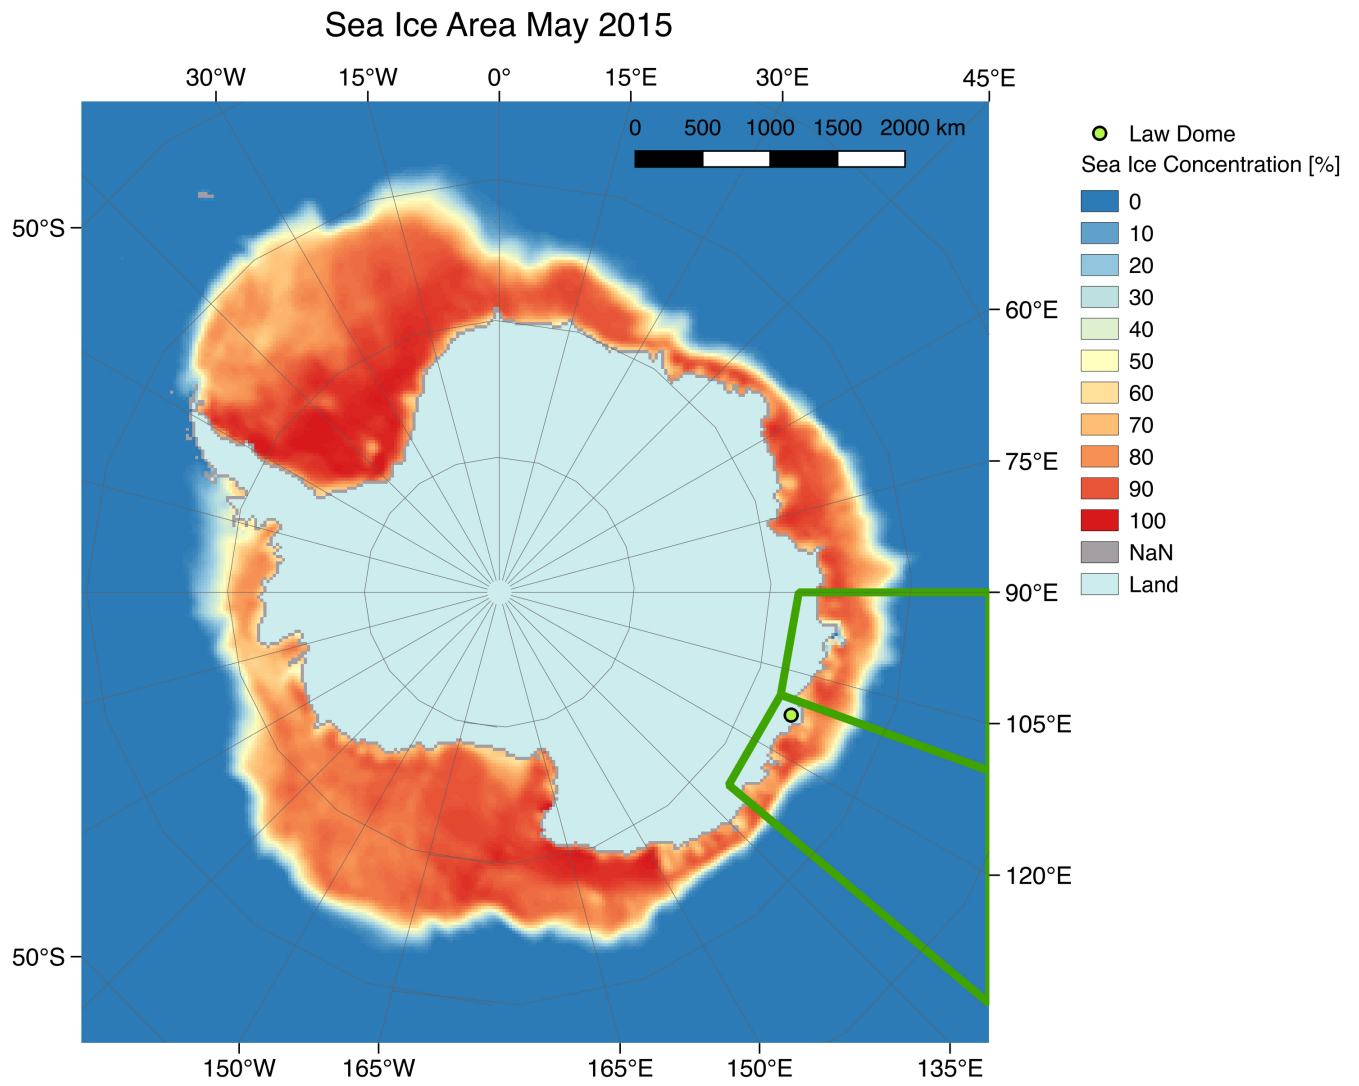 Sea Ice Area May 2015
30°W 15°W 0° 15°E 30°E 45°E
0 500 1000 1500 2000 km
Law Dome
Sea Ice Concentration [%]
0
10
20
30
40
50
60
70
80
90
100
NaN
Land
50°S
50°S
60°E
75°E
90°E
105°E
120°E
150°W 165°W 165°E 150°E 135°E